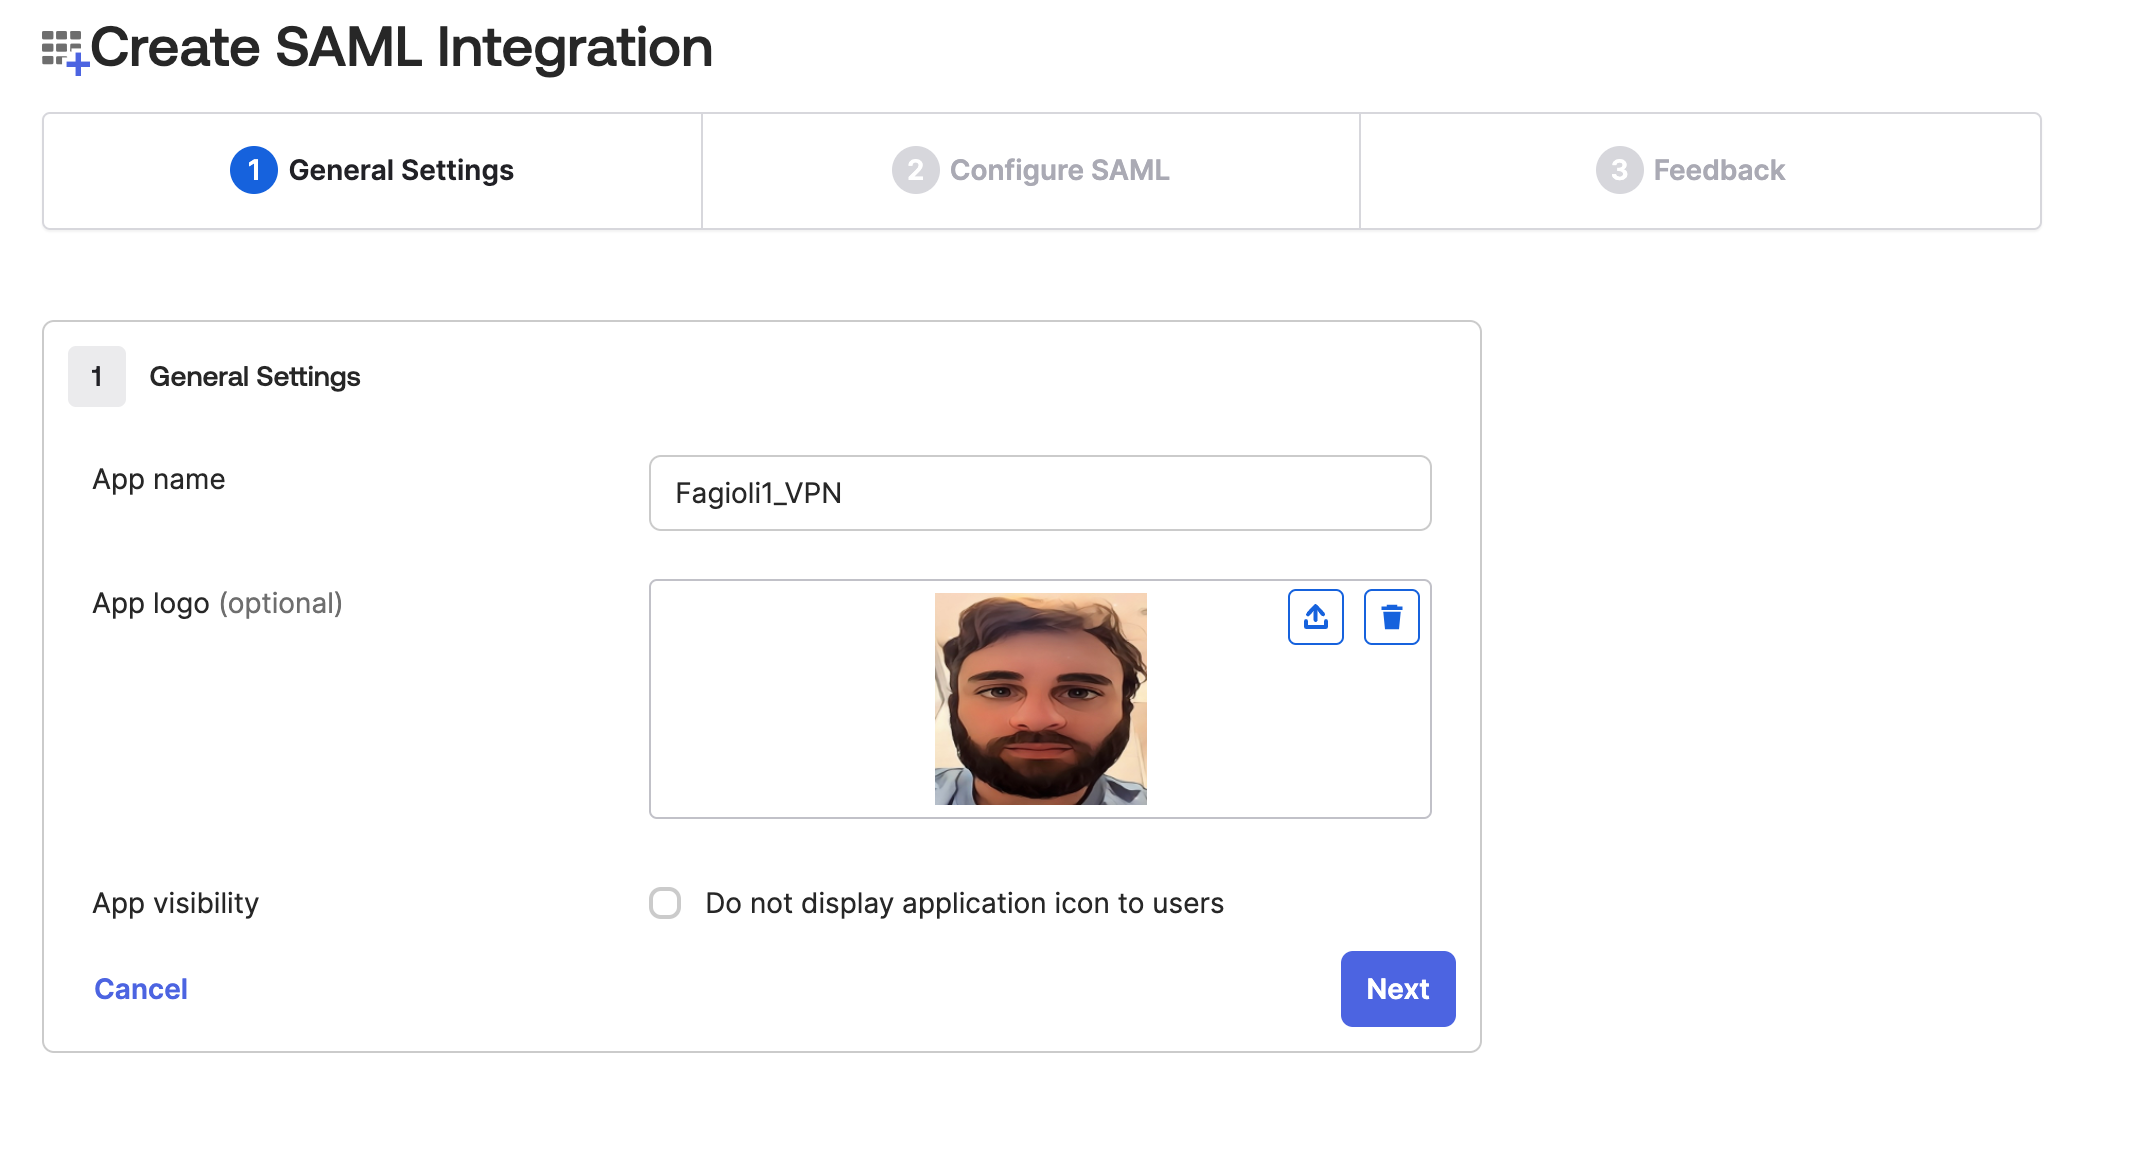 Create SAML Integration
1 General Settings
2 Configure SAML
3 Feedback
1 General Settings
App name
Fagioli1_VPN
App logo (optional)
App visibility
Do not display application icon to users
Cancel
Next